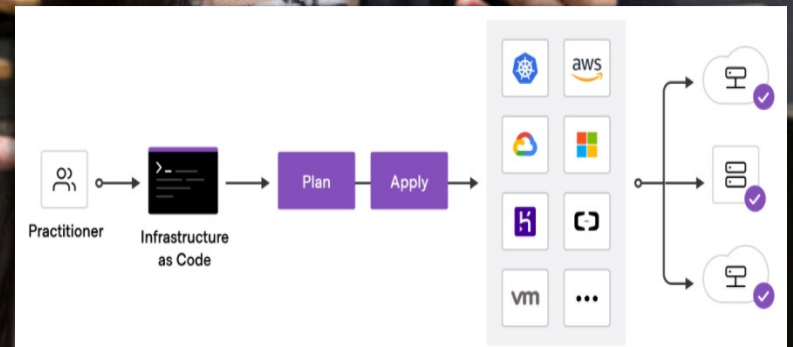 Practitioner
Infrastructure
as Code
>_
Plan
Apply
aws
vm